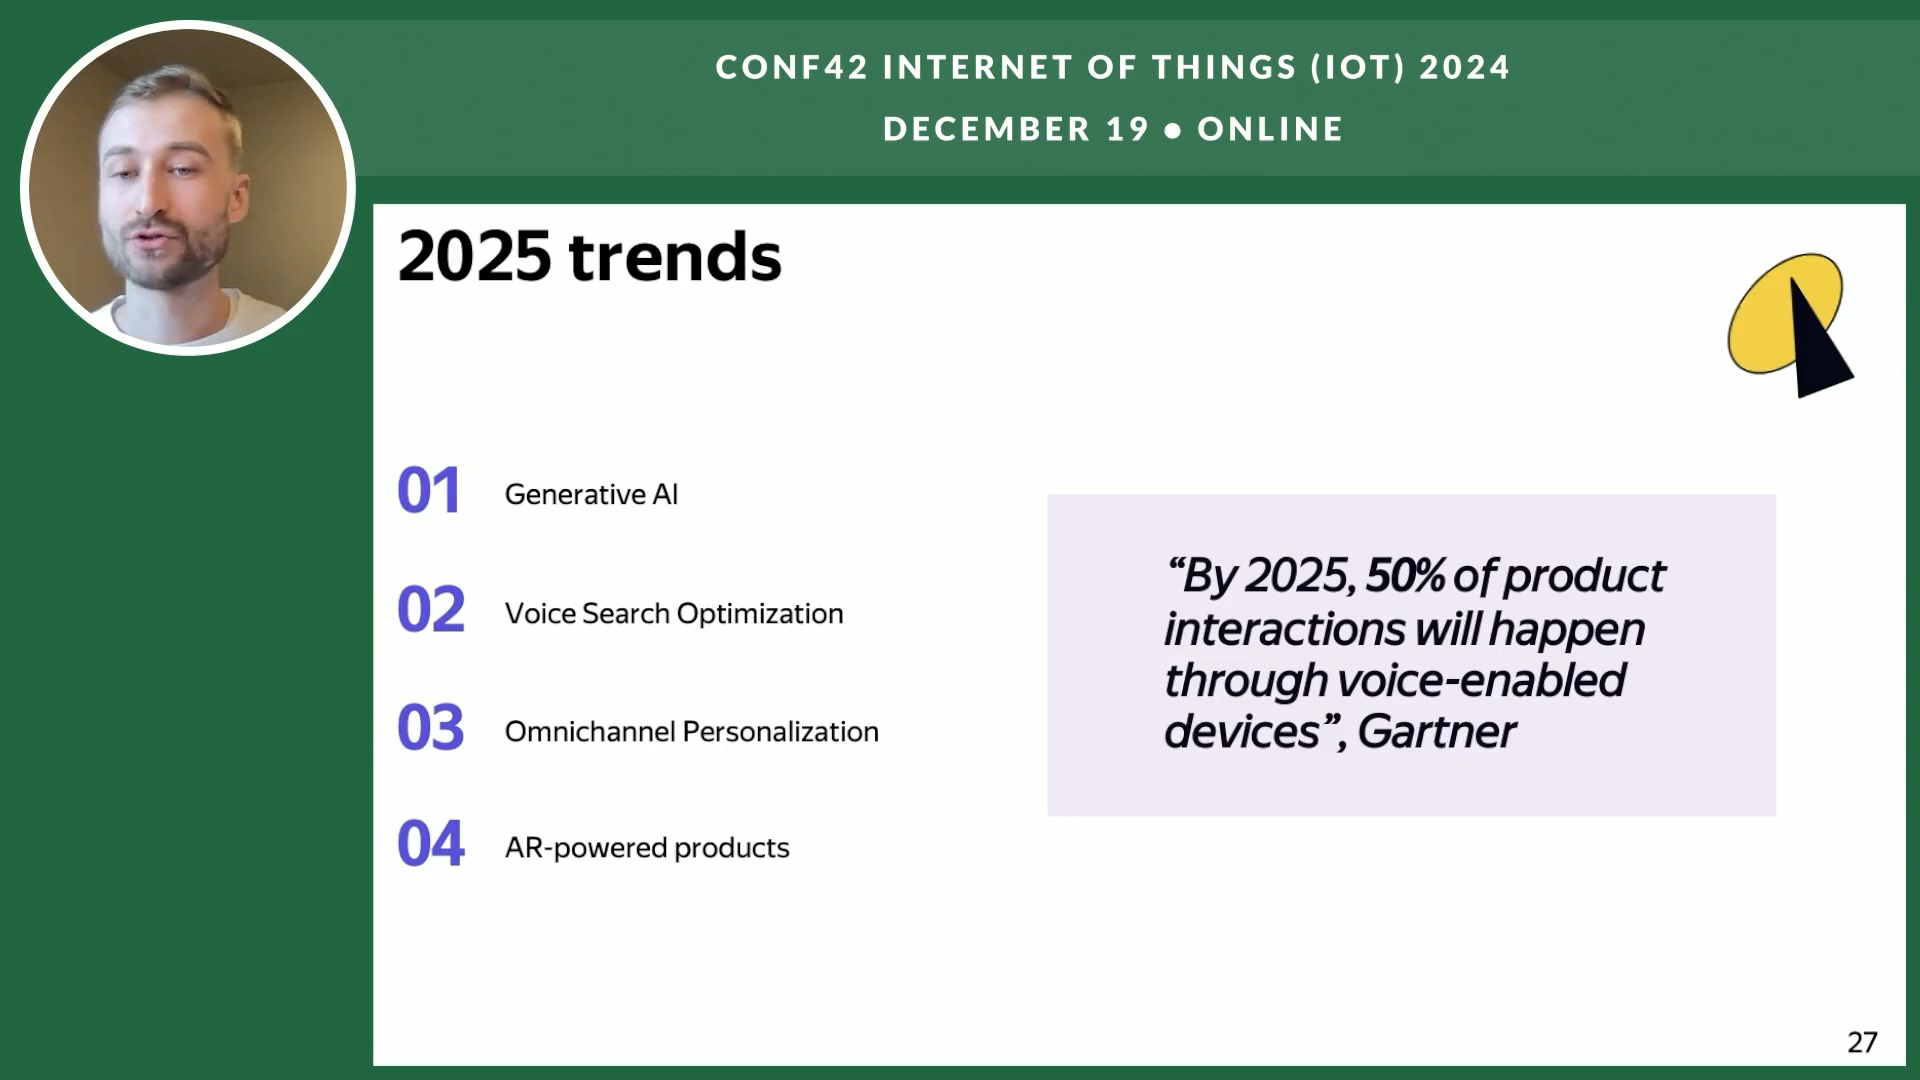 CONF42 INTERNET OF THINGS (IOT) 2024
DECEMBER 19 ● ONLINE
2025 trends
01 Generative AI
02 Voice Search Optimization
03 Omnichannel Personalization
04 AR-powered products
“By 2025, 50% of product
interactions will happen
through voice-enabled
devices”, Gartner
27